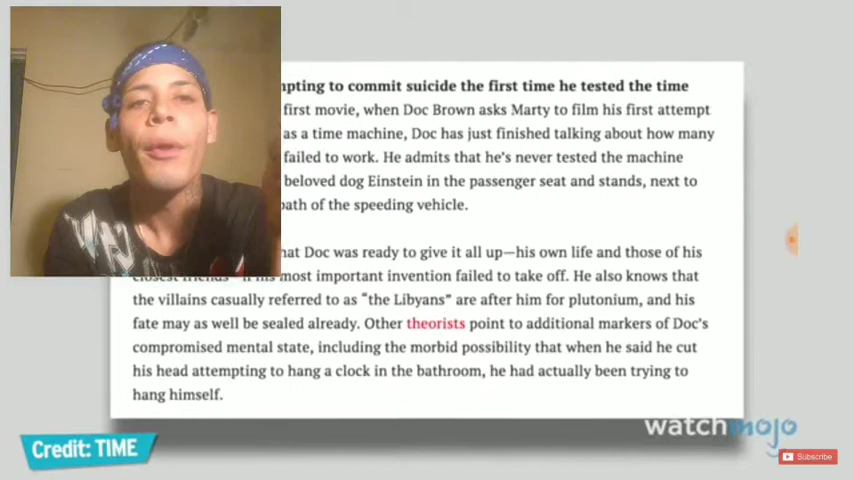 mpting to commit suicide the first time he tested the time
first movie, when Doc Brown asks Marty to film his first attempt
as a time machine, Doc has just finished talking about how many
failed to work. He admits that he's never tested the machine
beloved dog Einstein in the passenger seat and stands, next to
path of the speeding vehicle.
hat Doc was ready to give it all up—his own life and those of his
closest friends—if his most important invention failed to take off. He also knows that
the villains casually referred to as “the Libyans” are after him for plutonium, and his
fate may as well be sealed already. Other theorists point to additional markers of Doc's
compromised mental state, including the morbid possibility that when he said he cut
his head attempting to hang a clock in the bathroom, he had actually been trying to
hang himself.
watchmojo
Credit: TIME
Subscribe